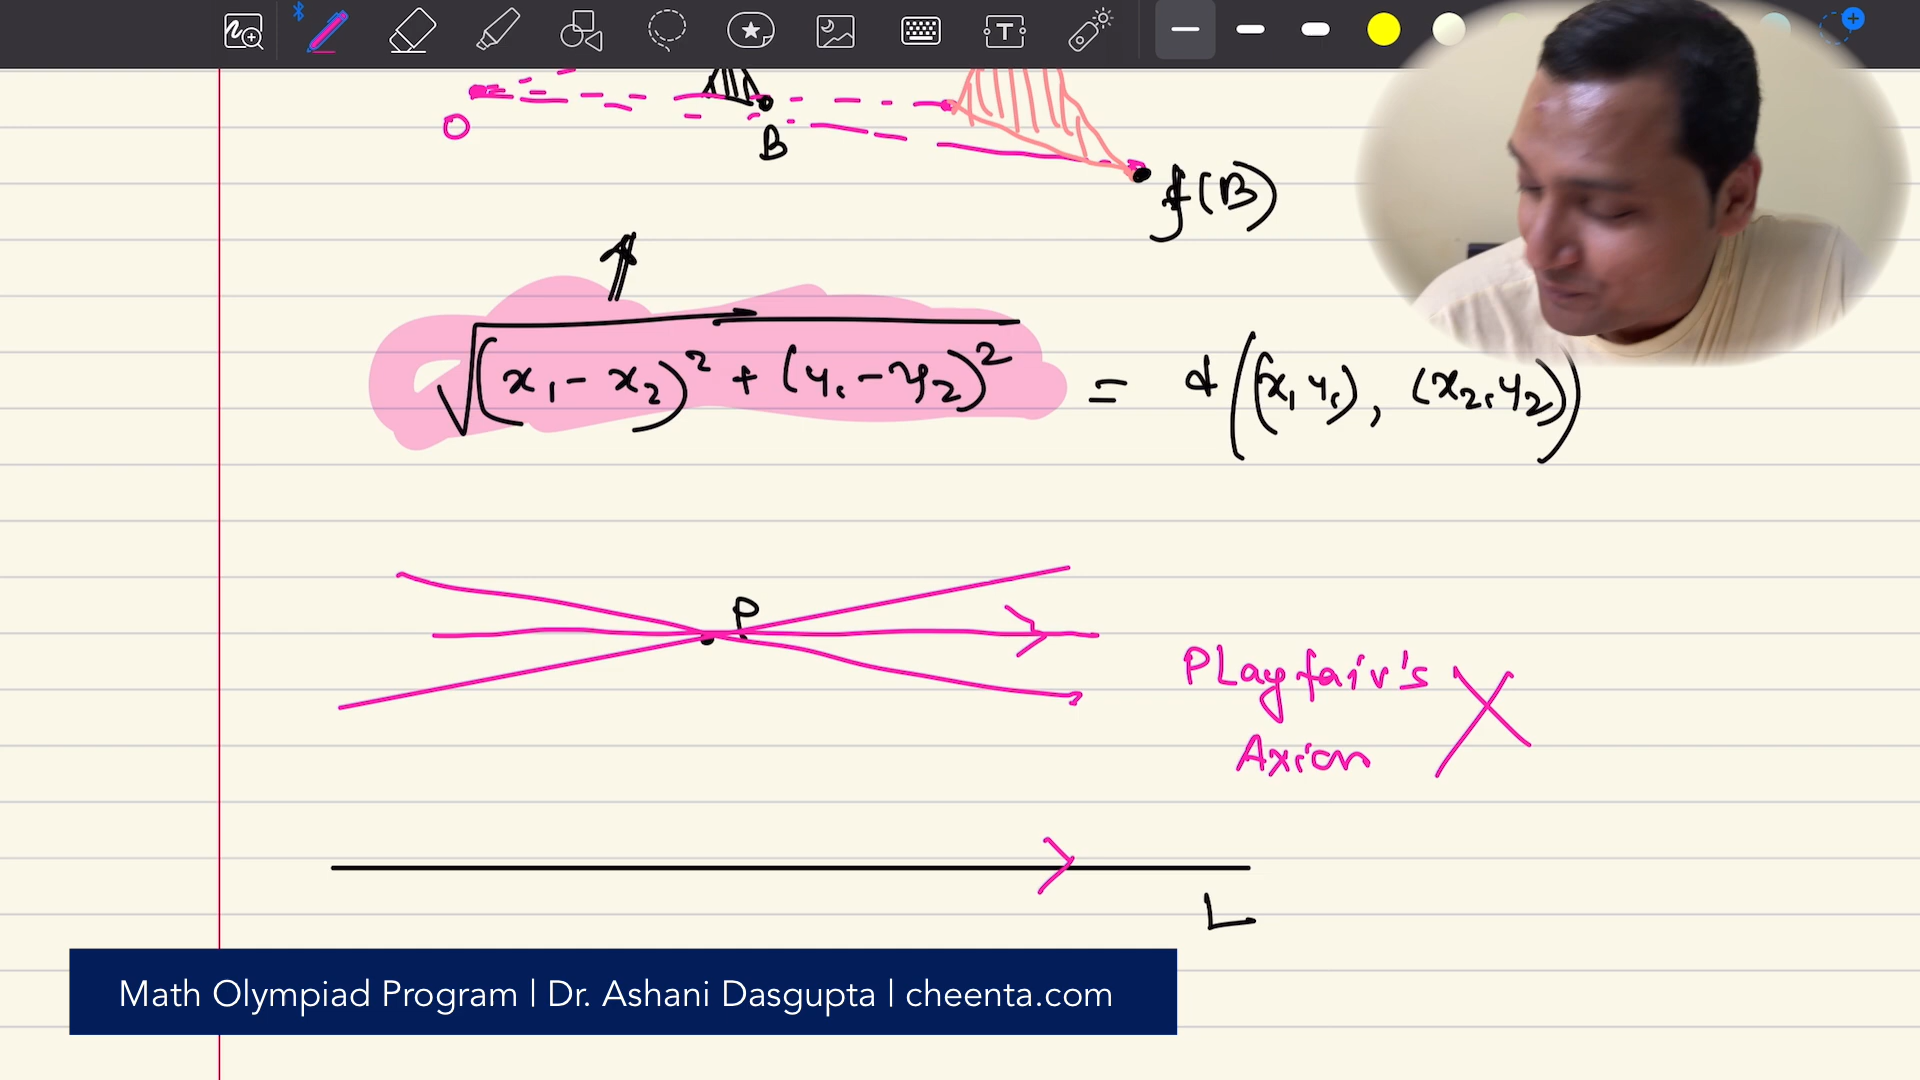 O
B
f(B)
√(x₁ - x₂)² + (y₁ - y₂)² = d((x₁ y₁), (x₂, y₂))
P
PLayfair's
Axiom
L
T
Math Olympiad Program | Dr. Ashani Dasgupta | cheenta.com